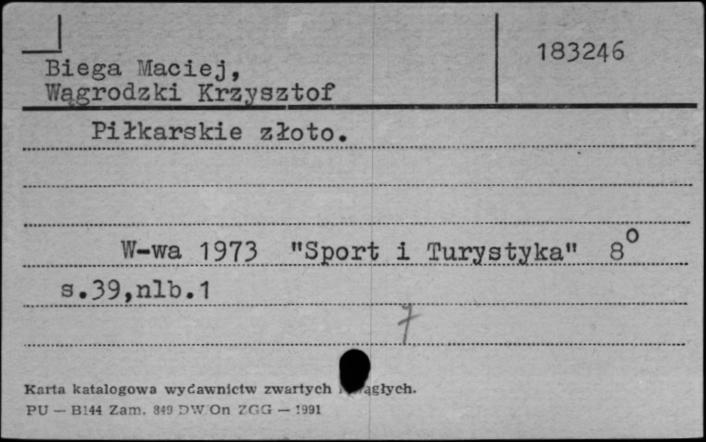 183246
Biega Maciej,
Wągrodzki Krzysztof
Piłkarskie złoto.
W-wa 1973 "Sport i Turystyka" 8⁰
s.39,nlb.1
7
Karta katalogowa wydawnictw zwartych ciągłych.
PU — B144 Zam. 849 DW/On ZGG — 1991